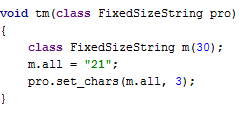 void tm(class FixedSizeString pro)
{
    class FixedSizeString m(30);
    m.all = "21";
    pro.set_chars(m.all, 3);
}